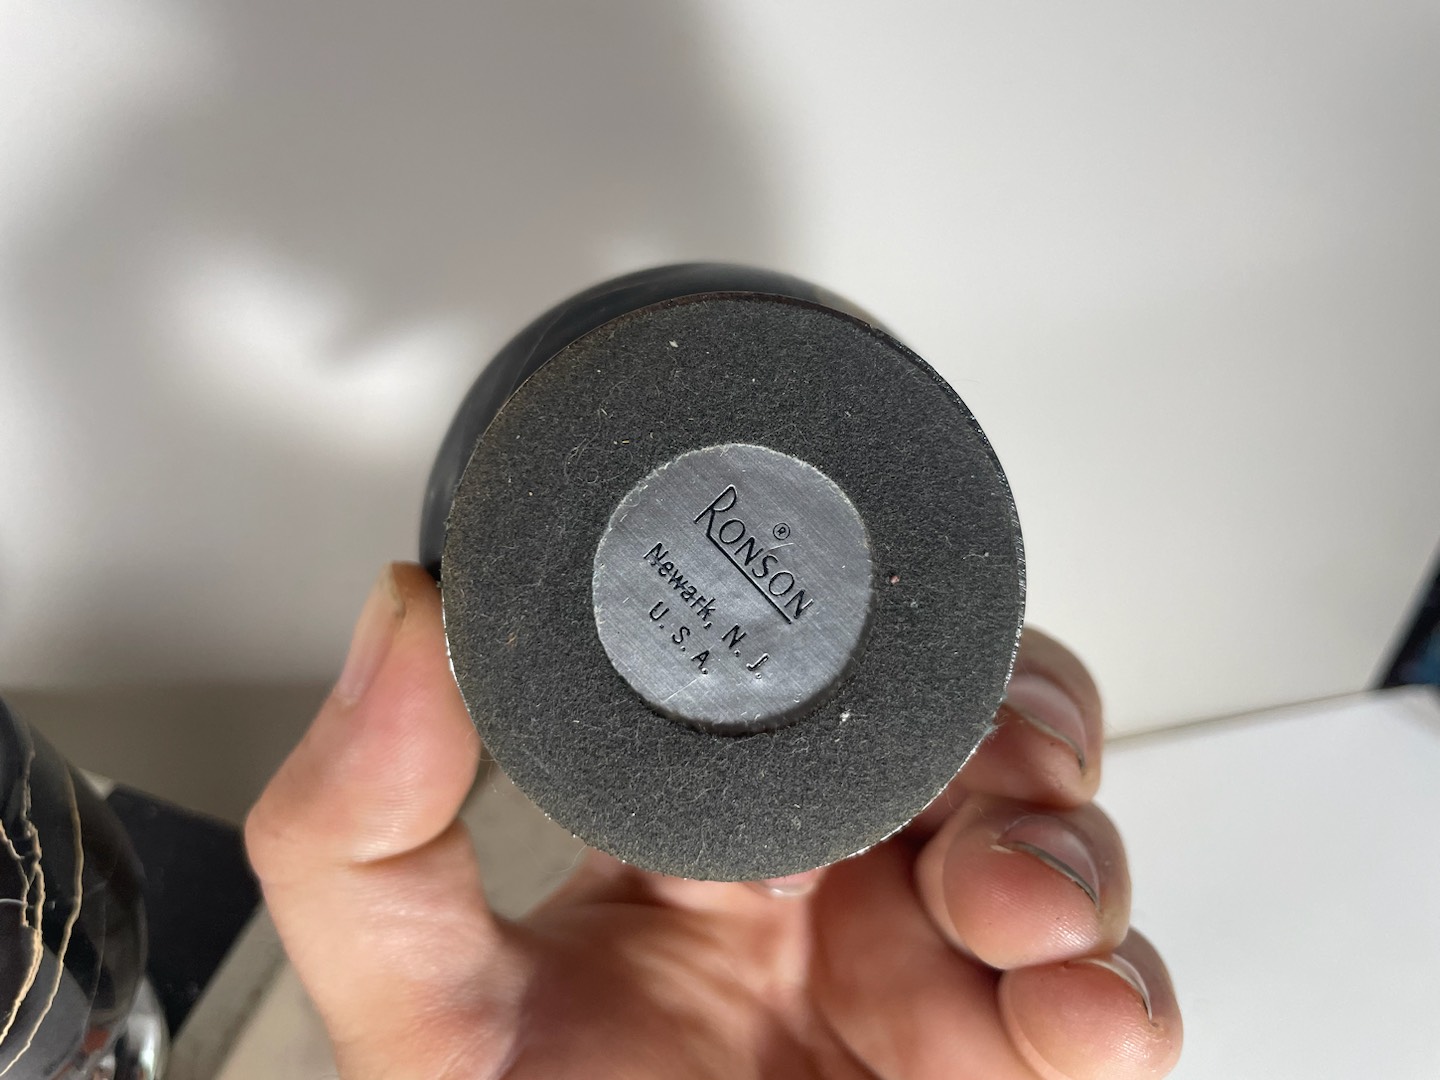 RONSON ®
Newark, N. J.
U. S. A.